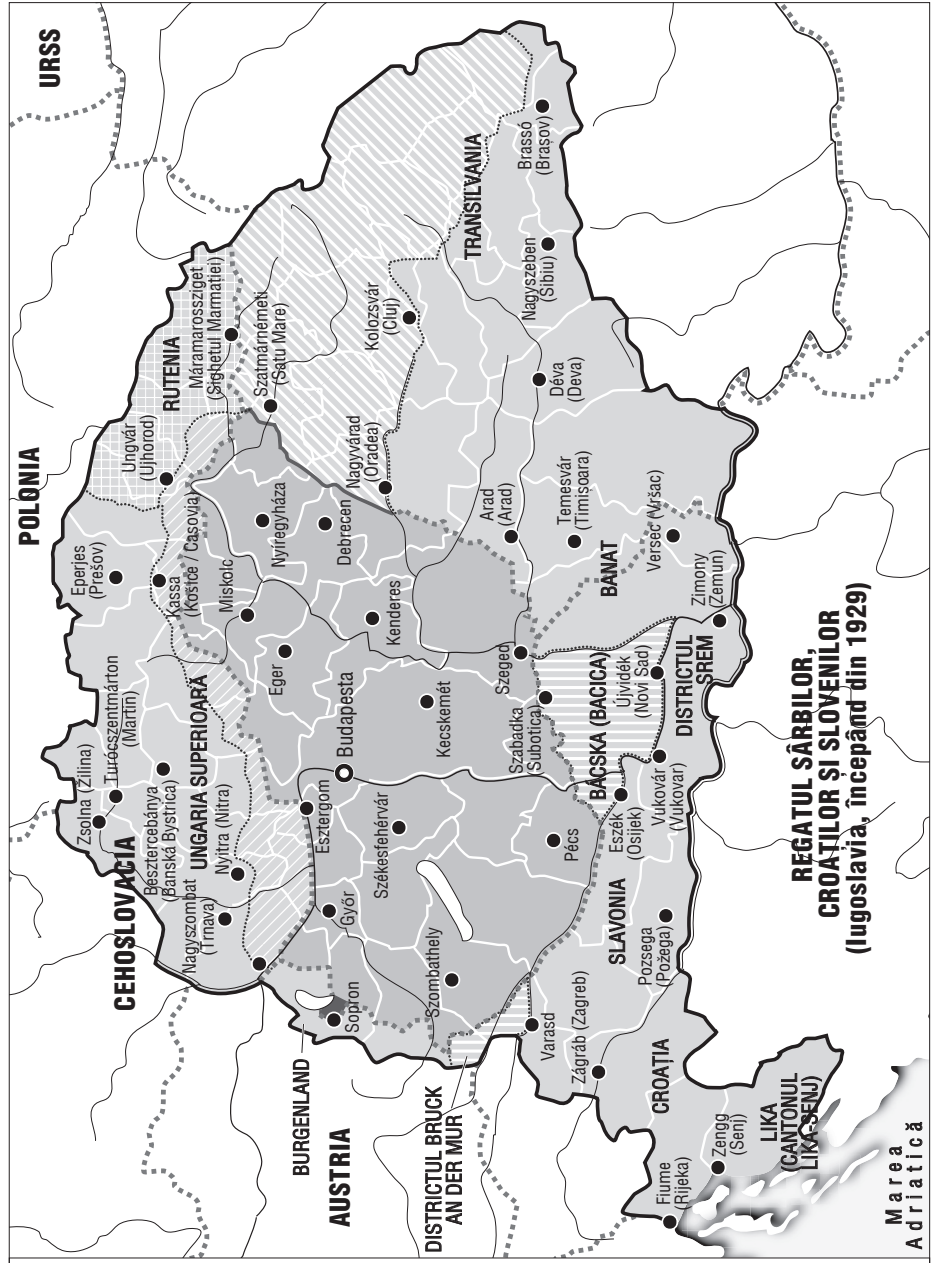 URSS
POLONIA
CEHOSLOVACIA
Zsolna (Žilina)
Turócszentmárton
(Martin)
Eperjes
(Prešov)
Ungvár
(Ujhorod)
RUTENIA
Máramarossziget
(Sighetul Marmatiei)
Besztercebánya
(Banská Bystrica)
UNGARIA SUPERIOARĂ
Kassa
(Košice / Casovia)
Nagyszombat
(Trnava)
Nyitra (Nitra)
Szatmárnémeti
(Satu Mare)
Miskolc
Nyíregyháza
Eger
Debrecen
BURGENLAND
Sopron
Győr
Esztergom
Budapesta
AUSTRIA
Székesfehérvár
Kenderes
Nagyvárad
(Oradea)
Kolozsvár
(Cluj)
TRANSILVANIA
Brassó
(Brașov)
DISTRICTUL BRUCK
AN DER MUR
Szombathely
Kecskemét
Nagyszeben
(Sibiu)
Varasd
Pécs
Szeged
Szabadka
(Subotica)
Arad
(Arad)
Déva
(Deva)
Temesvár
(Timișoara)
Zágráb (Zagreb)
SLAVONIA
Eszék
(Osijek)
BÁCSKA (BACICA)
BANAT
CROAȚIA
Pozsega
(Požega)
Vukovár
(Vukovar)
Újvidék
(Novi Sad)
Versec (Vršac)
DISTRICTUL
SREM
Zimony
(Zemun)
Fiume
(Rijeka)
Zengg
(Senj)
LIKA
(CANTONUL
LIKA-SENJ)
REGATUL SÂRBILOR,
CROAȚILOR ȘI SLOVENILOR
(Iugoslavia, începând din 1929)
Marea
Adriatică